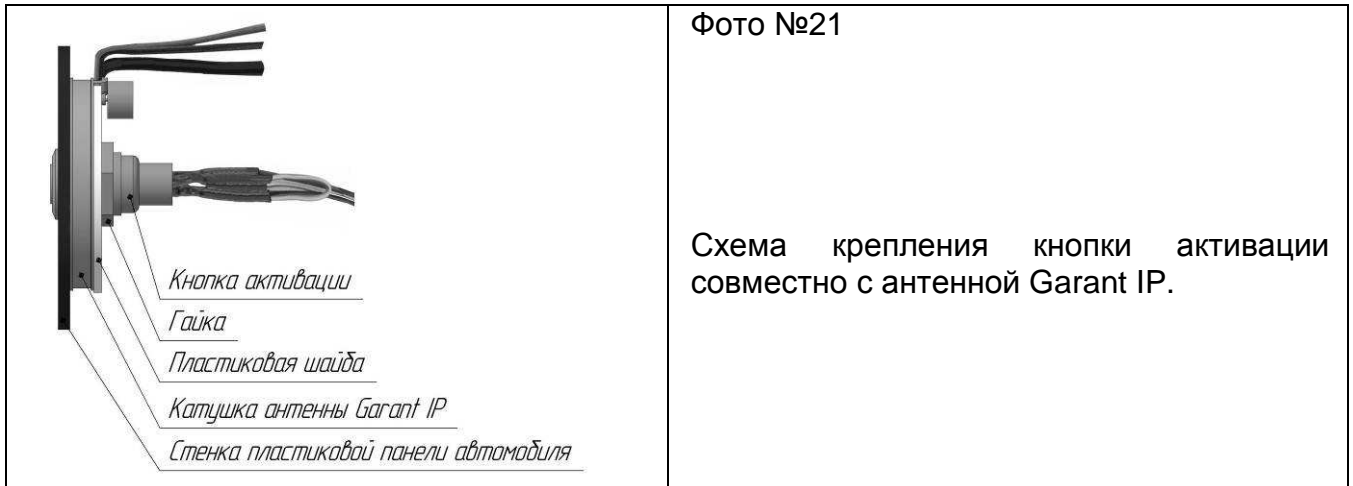 Кнопка активации
Гайка
Пластиковая шайба
Катушка антенны Garant IP
Стенка пластиковой панели автомобиля
Фото №21
Схема крепления кнопки активации
совместно с антенной Garant IP.